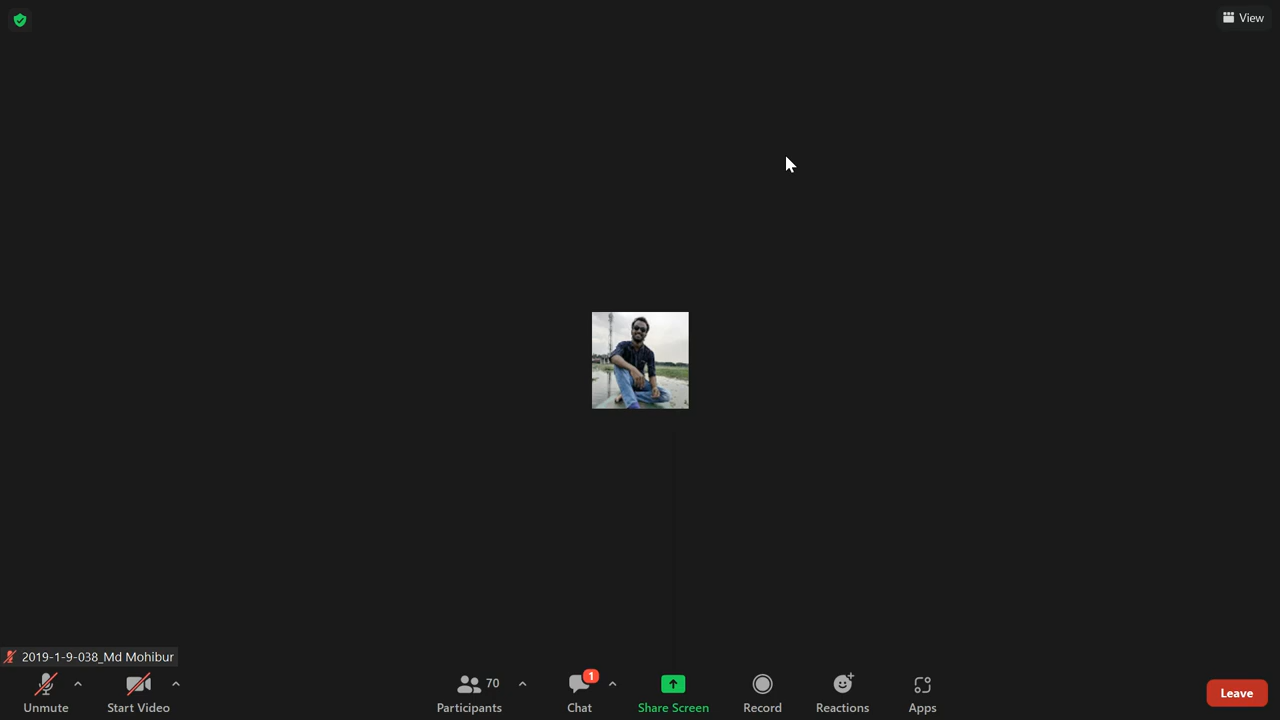 View
2019-1-9-038_Md Mohibur
Unmute
Start Video
70
Participants
1
Chat
Share Screen
Record
Reactions
Apps
Leave